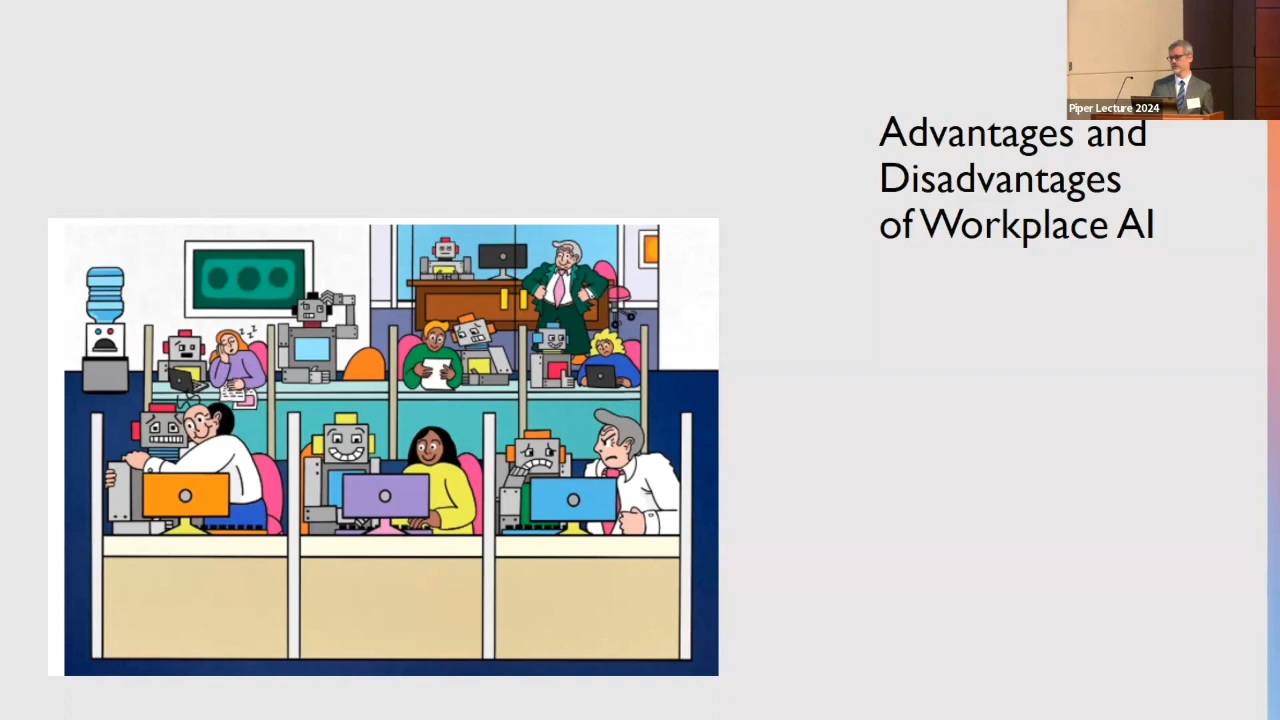 Piper Lecture 2024
Advantages and
Disadvantages
of Workplace AI
z z z